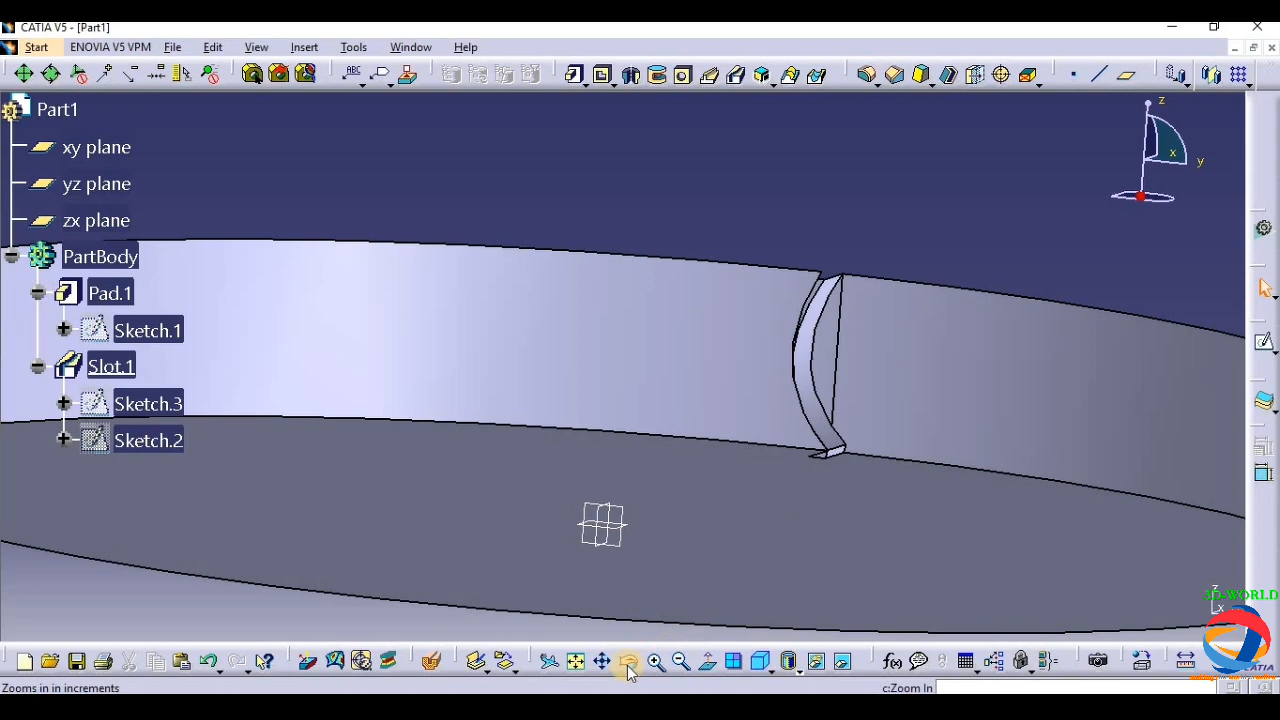 CATIA V5 - [Part1]
Start ENOVIA V5 VPM File Edit View Insert Tools Window Help
ABC
Part1
xy plane
yz plane
zx plane
PartBody
Pad.1
Sketch.1
Slot.1
Sketch.3
Sketch.2
z
x
y
z
x
3D-WORLD
f(x)
CATIA
Zooms in in increments
c:Zoom In